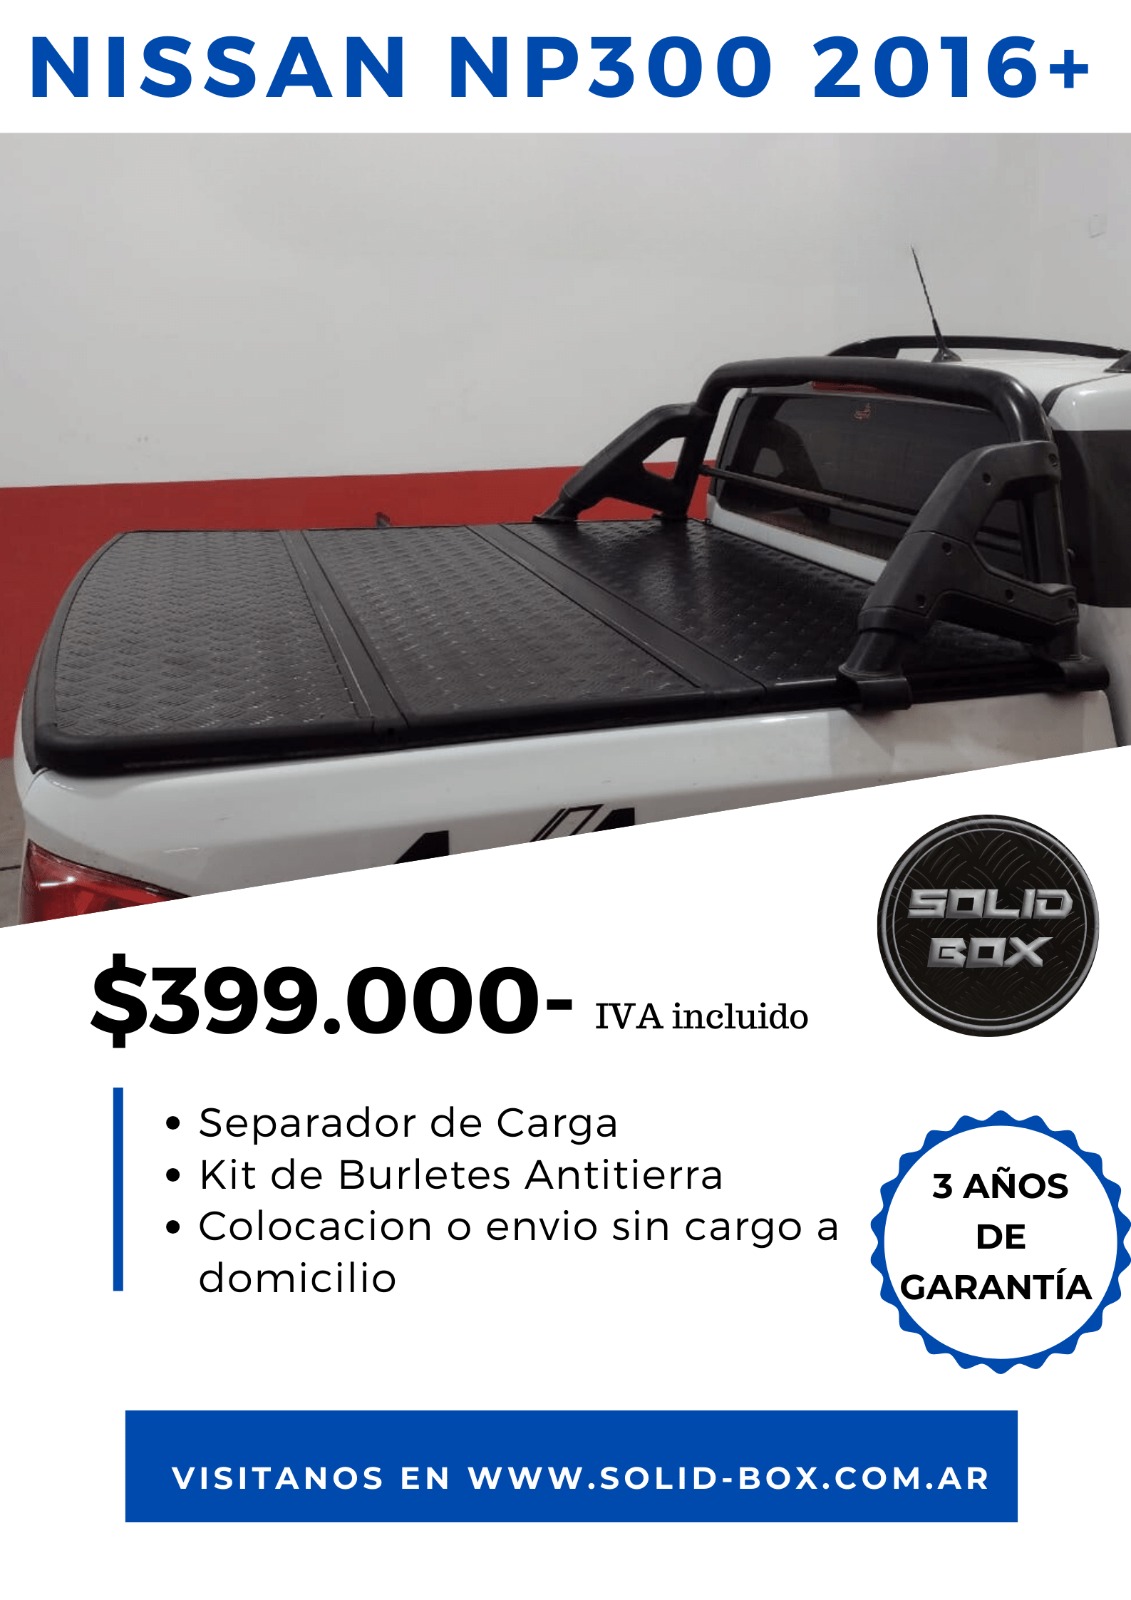 NISSAN NP300 2016+
SOLID
BOX
$399.000- IVA incluido
• Separador de Carga
• Kit de Burletes Antitierra
• Colocacion o envio sin cargo a
domicilio
3 AÑOS
DE
GARANTÍA
VISITANOS EN WWW.SOLID-BOX.COM.AR